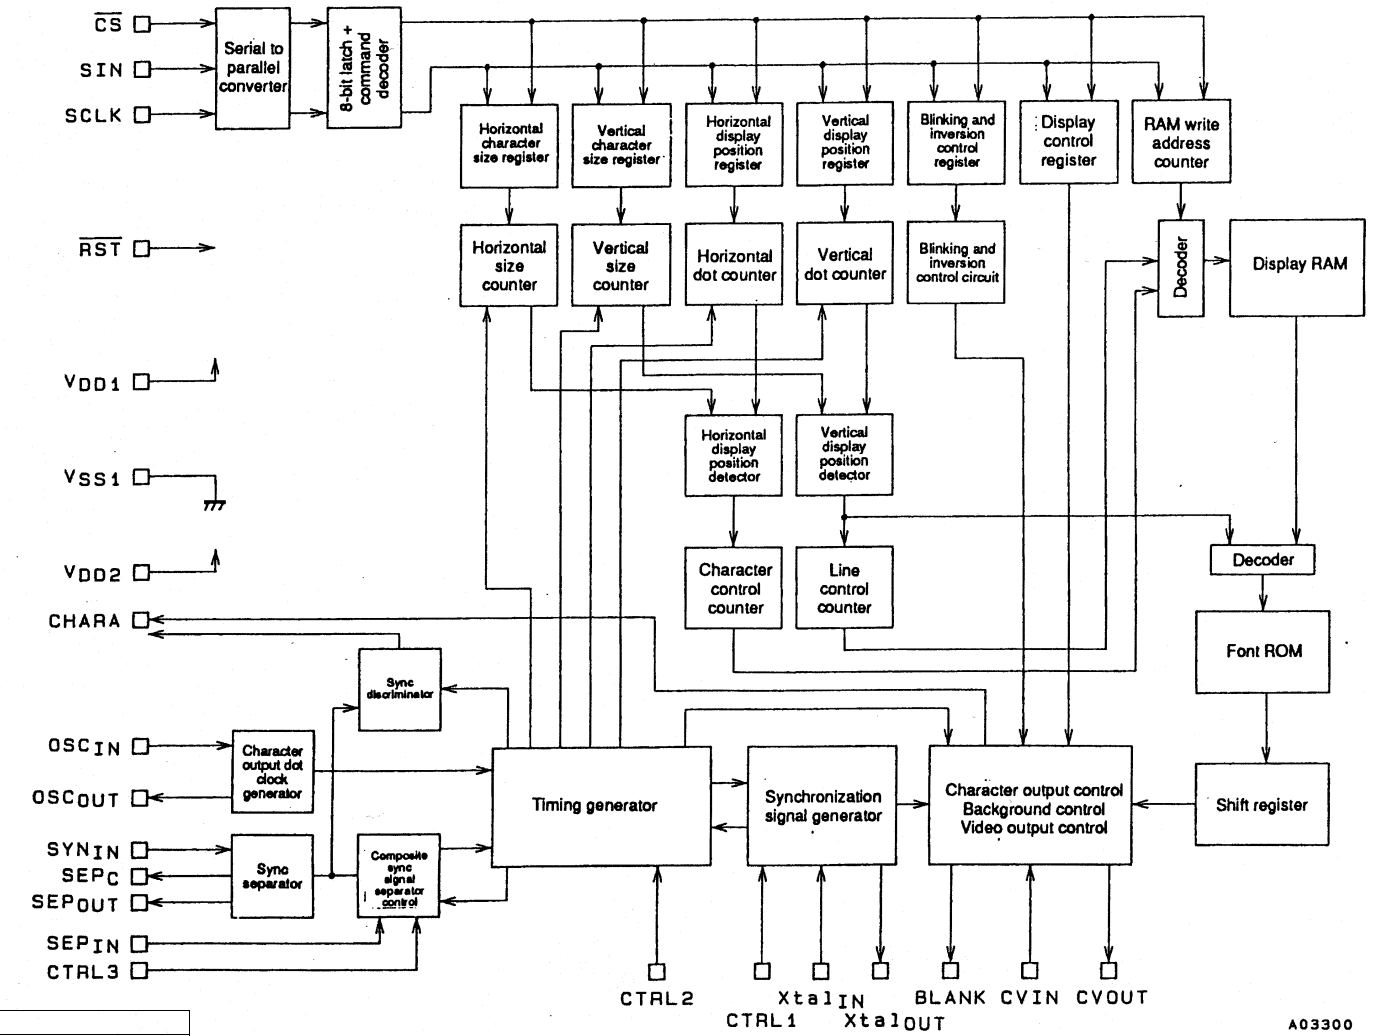 CS
SIN
SCLK
Serial to
parallel
converter
8-bit latch +
command
decoder
Horizontal
character
size register
Vertical
character
size register
Horizontal
display
position
register
Vertical
display
position
register
Blinking and
inversion
control
register
Display
control
register
RAM write
address
counter
RST
Horizontal
size
counter
Vertical
size
counter
Horizontal
dot counter
Vertical
dot counter
Blinking and
inversion
control circuit
Decoder
Display RAM
VDD1
VSS1
VDD2
Horizontal
display
position
detector
Vertical
display
position
detector
Character
control
counter
Line
control
counter
Decoder
Font ROM
CHARA
Sync
discriminator
OSCIN
OSCOUT
Character
output dot
clock
generator
Timing generator
Synchronization
signal generator
Character output control
Background control
Video output control
Shift register
SYNIN
SEPC
SEPOUT
SEPIN
CTRL3
Sync
separator
Composite
sync
signal
separator
control
CTRL2
XtalIN
CTRL1
XtalOUT
BLANK
CVIN
CVOUT
A03300